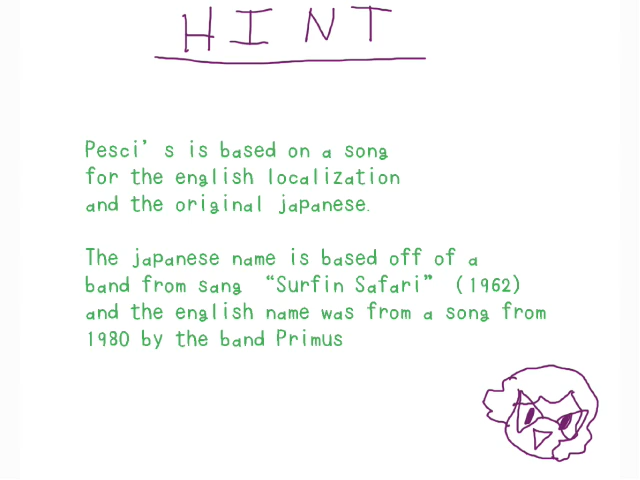 HINT
Pesci's is based on a song
for the english localization
and the original japanese.
The japanese name is based off of a
band from sang “Surfin Safari” (1962)
and the english name was from a song from
1980 by the band Primus